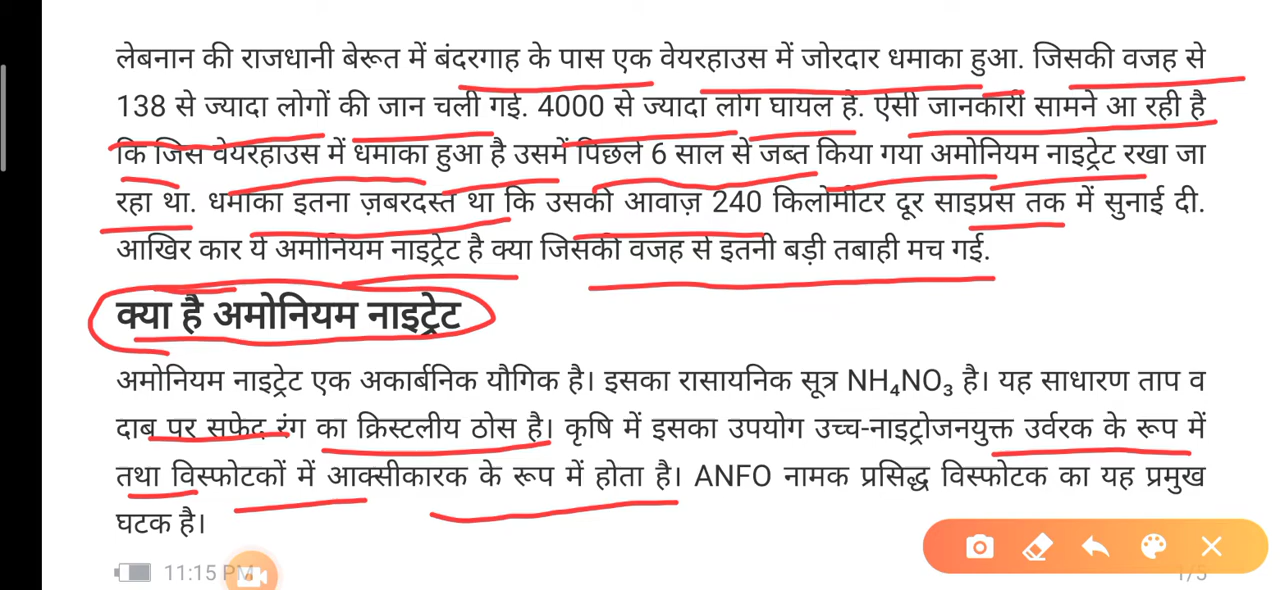 लेबनान की राजधानी बेरूत में बंदरगाह के पास एक वेयरहाउस में जोरदार धमाका हुआ. जिसकी वजह से
138 से ज्यादा लोगों की जान चली गई. 4000 से ज्यादा लोग घायल हैं. ऐसी जानकारी सामने आ रही है
कि जिस वेयरहाउस में धमाका हुआ है उसमें पिछले 6 साल से जब्त किया गया अमोनियम नाइट्रेट रखा जा
रहा था. धमाका इतना ज़बरदस्त था कि उसकी आवाज़ 240 किलोमीटर दूर साइप्रस तक में सुनाई दी.
आखिर कार ये अमोनियम नाइट्रेट है क्या जिसकी वजह से इतनी बड़ी तबाही मच गई.
क्या है अमोनियम नाइट्रेट
अमोनियम नाइट्रेट एक अकार्बनिक यौगिक है। इसका रासायनिक सूत्र NH₄NO₃ है। यह साधारण ताप व
दाब पर सफेद रंग का क्रिस्टलीय ठोस है। कृषि में इसका उपयोग उच्च-नाइट्रोजनयुक्त उर्वरक के रूप में
तथा विस्फोटकों में आक्सीकारक के रूप में होता है। ANFO नामक प्रसिद्ध विस्फोटक का यह प्रमुख
घटक है।
11:15 PM 1/5